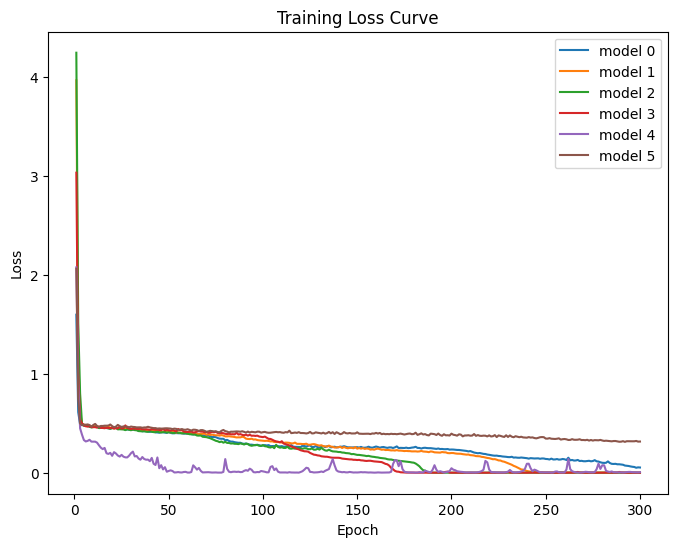 Training Loss Curve
model 0
model 1
model 2
model 3
model 4
model 5
4
3
2
1
0
Loss
0 50 100 150 200 250 300
Epoch